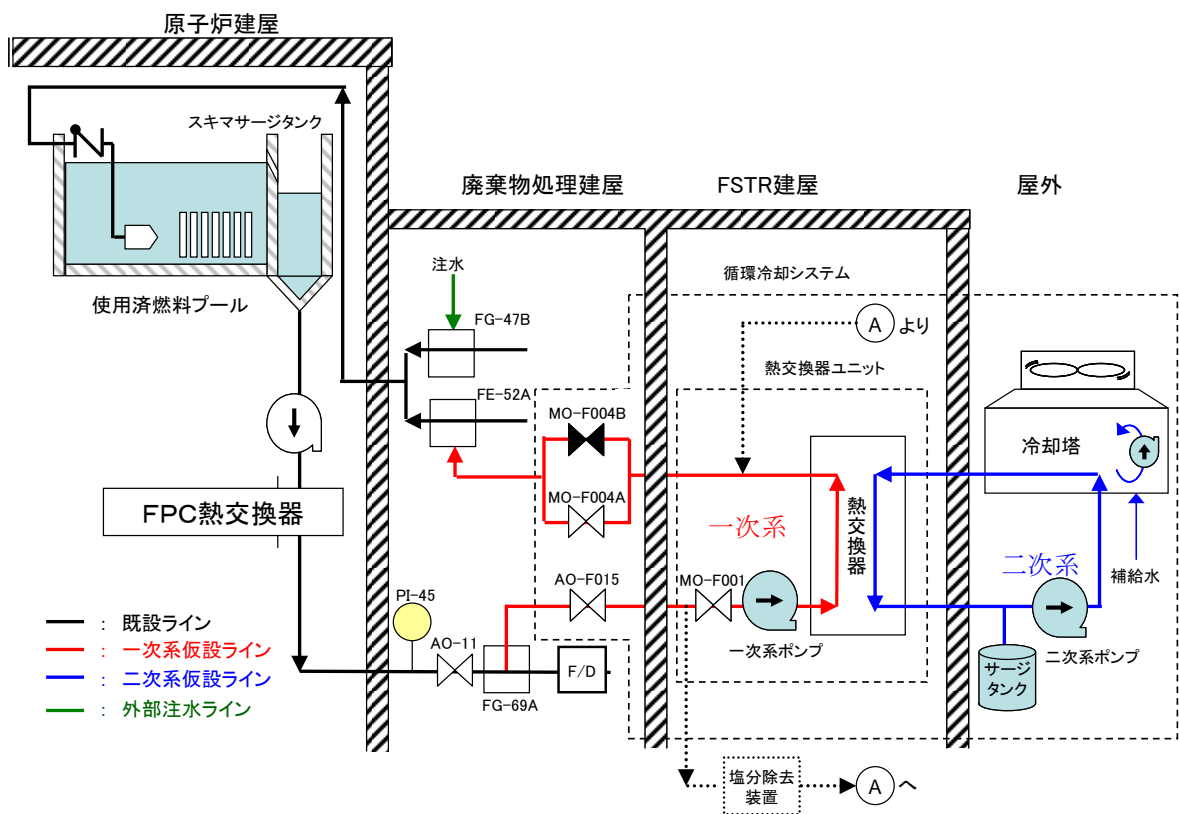 原子炉建屋
スキマサージタンク
廃棄物処理建屋
FSTR建屋
屋外
注水
循環冷却システム
使用済燃料プール
FG-47B
A
より
熱交換器ユニット
FE-52A
MO-F004B
冷却塔
FPC熱交換器
MO-F004A
熱交換器
一次系
二次系
補給水
AO-F015
MO-F001
PI-45
AO-11
一次系ポンプ
二次系ポンプ
F/D
サージ
タンク
FG-69A
： 既設ライン
： 一次系仮設ライン
： 二次系仮設ライン
： 外部注水ライン
塩分除去
装置
A
へ